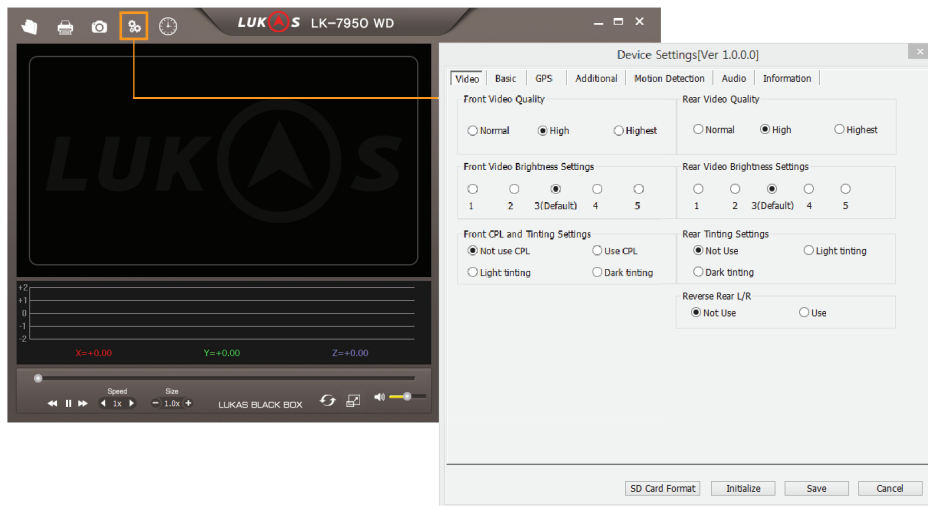 LUKAS LK-7950 WD
LUKAS
+2
+1
0
-1
-2
X=+0.00 Y=+0.00 Z=+0.00
Speed Size
1x 1.0x
LUKAS BLACK BOX
Device Settings[Ver 1.0.0.0]
Video Basic GPS Additional Motion Detection Audio Information
Front Video Quality
Normal High Highest
Rear Video Quality
Normal High Highest
Front Video Brightness Settings
1 2 3(Default) 4 5
Rear Video Brightness Settings
1 2 3(Default) 4 5
Front CPL and Tinting Settings
Not use CPL Use CPL
Light tinting Dark tinting
Rear Tinting Settings
Not Use Light tinting
Dark tinting
Reverse Rear L/R
Not Use Use
SD Card Format Initialize Save Cancel